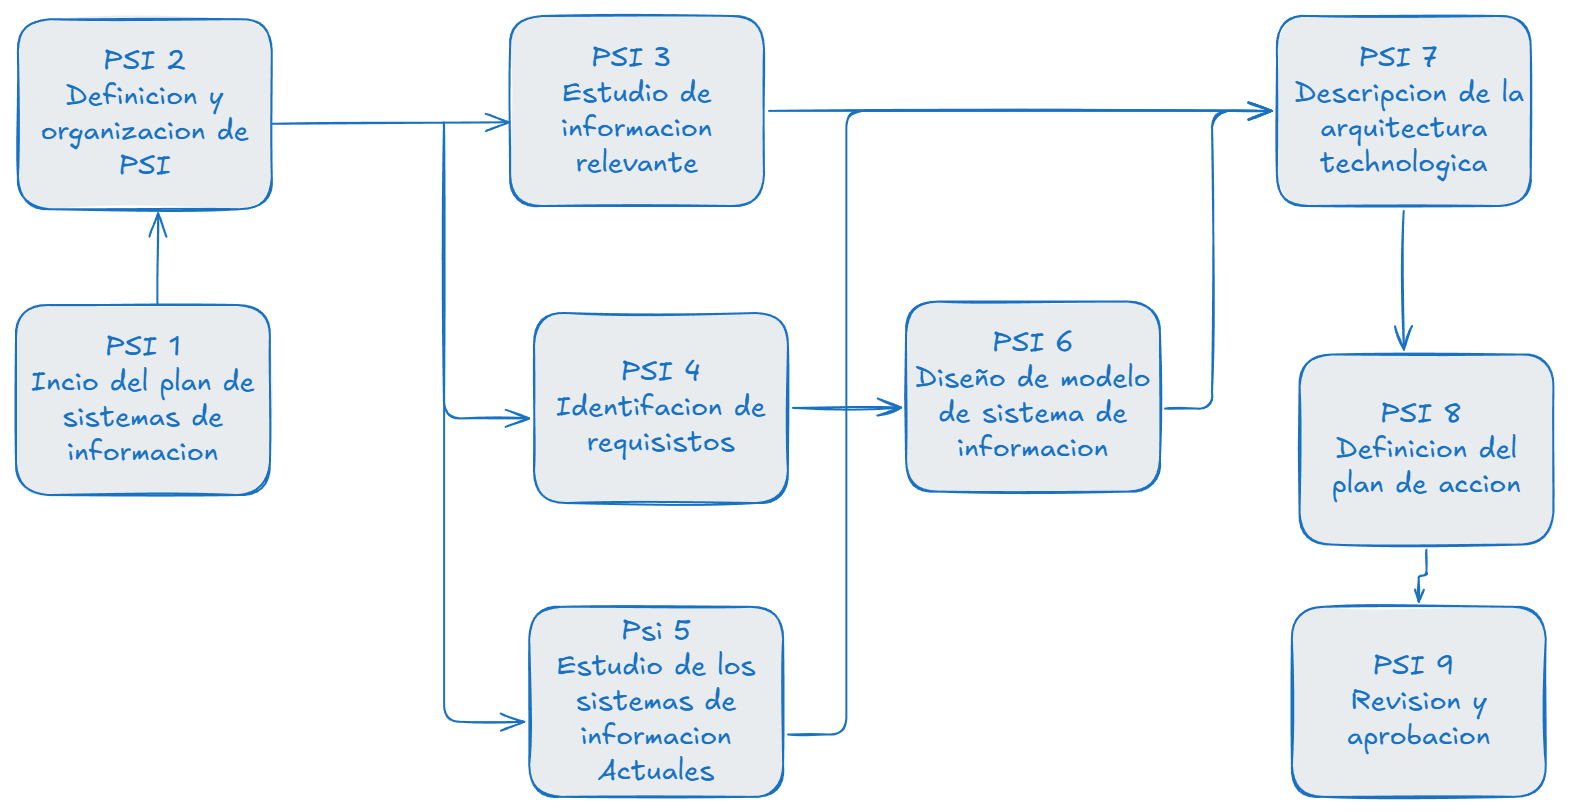 PSI 2
Definicion y
organizacion de
PSI
PSI 3
Estudio de
informacion
relevante
PSI 7
Descripcion de la
arquitectura
technologica
PSI 1
Incio del plan de
sistemas de
informacion
PSI 4
Identifacion de
requisistos
PSI 6
Diseño de modelo
de sistema de
informacion
PSI 8
Definicion del
plan de accion
Psi 5
Estudio de los
sistemas de
informacion
Actuales
PSI 9
Revision y
aprobacion